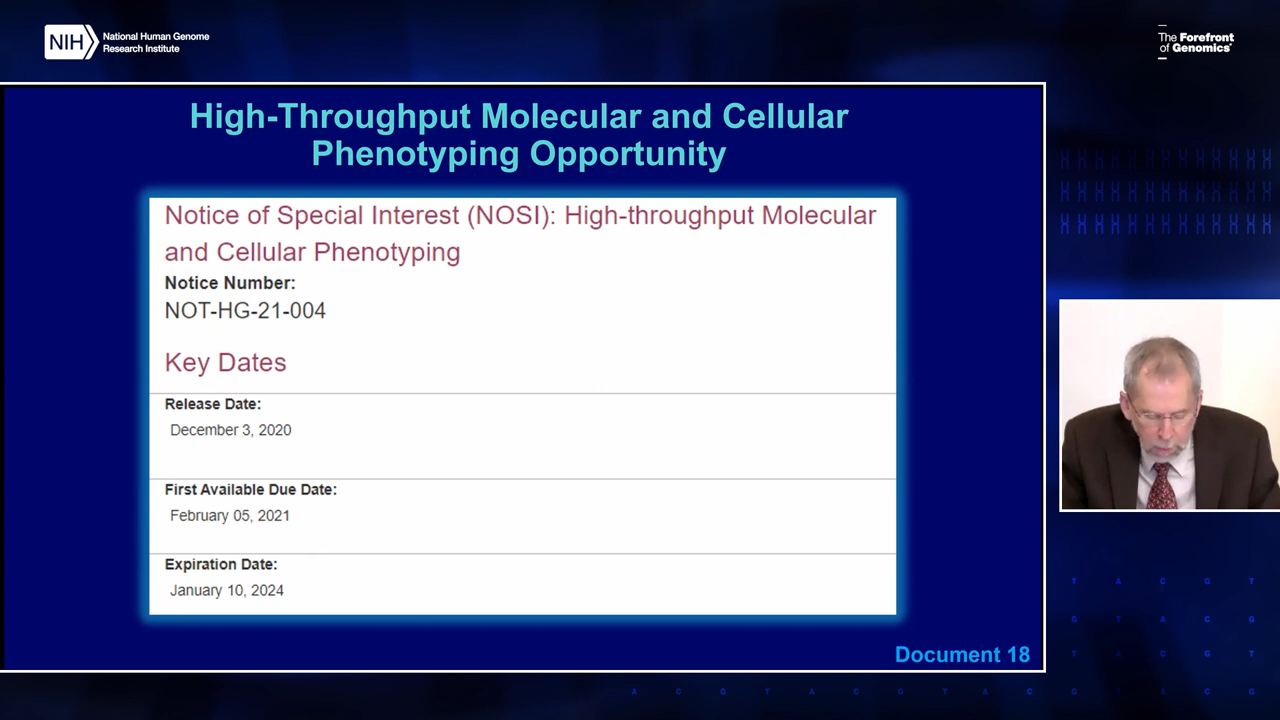 NIH
National Human Genome
Research Institute
The Forefront
of Genomics®
High-Throughput Molecular and Cellular
Phenotyping Opportunity
Notice of Special Interest (NOSI): High-throughput Molecular
and Cellular Phenotyping
Notice Number:
NOT-HG-21-004
Key Dates
Release Date:
December 3, 2020
First Available Due Date:
February 05, 2021
Expiration Date:
January 10, 2024
Document 18
T A C G T
G T A C G
T A C G T
A C G T A C G T A C G T A C G